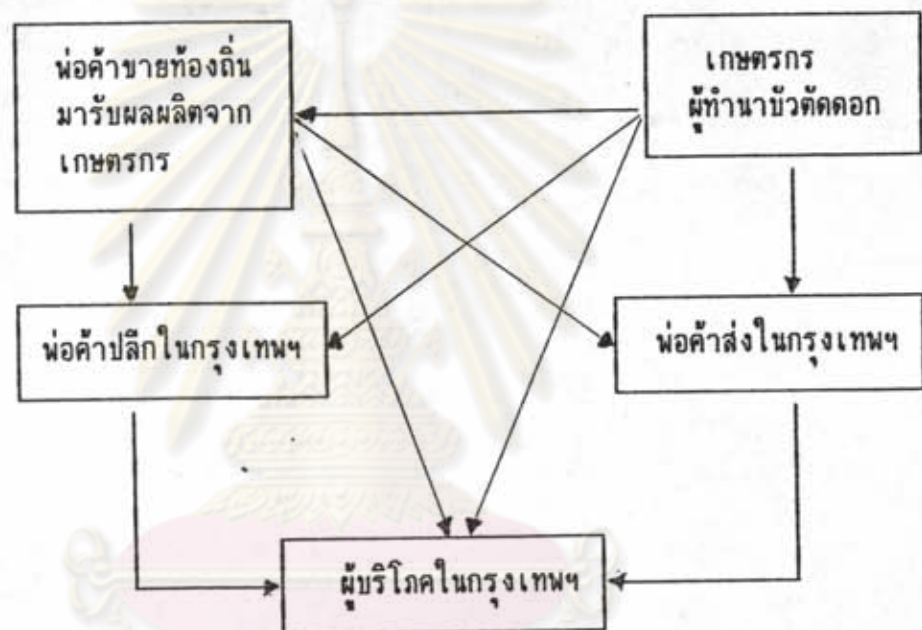 พ่อค้าขายท้องถิ่น
มารับผลผลิตจาก
เกษตรกร
เกษตรกร
ผู้ทำนาบัวตัดดอก
พ่อค้าปลีกในกรุงเทพฯ
พ่อค้าส่งในกรุงเทพฯ
ผู้บริโภคในกรุงเทพฯ